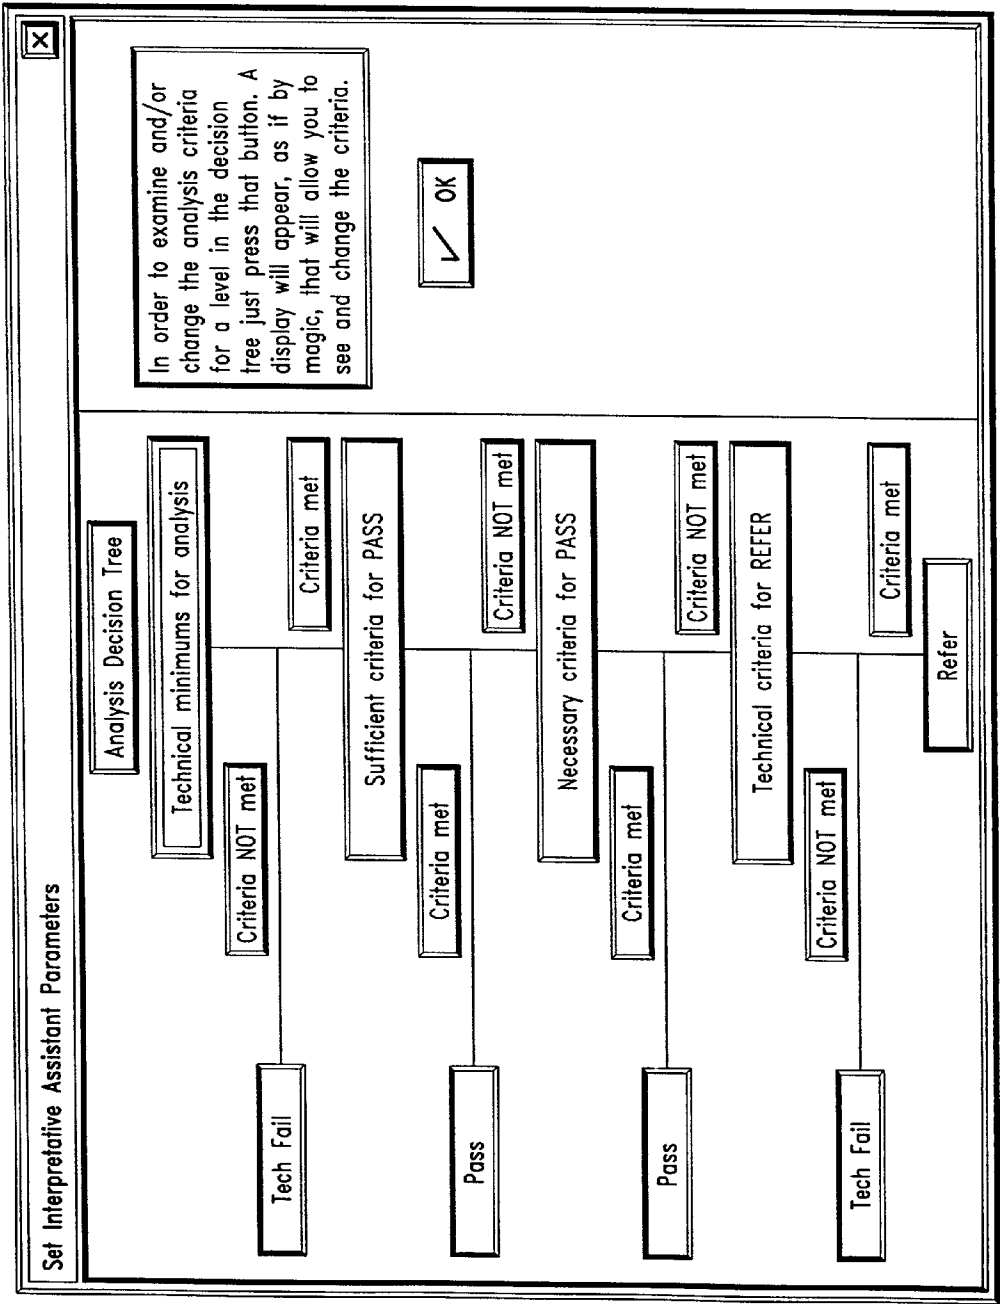 Set Interpretative Assistant Parameters
Analysis Decision Tree
Technical minimums for analysis
Criteria NOT met
Criteria met
Tech Fail
Sufficient criteria for PASS
Criteria met
Criteria NOT met
Pass
Necessary criteria for PASS
Criteria met
Criteria NOT met
Pass
Technical criteria for REFER
Criteria NOT met
Criteria met
Tech Fail
Refer
In order to examine and/or
change the analysis criteria
for a level in the decision
tree just press that button. A
display will appear, as if by
magic, that will allow you to
see and change the criteria.
OK